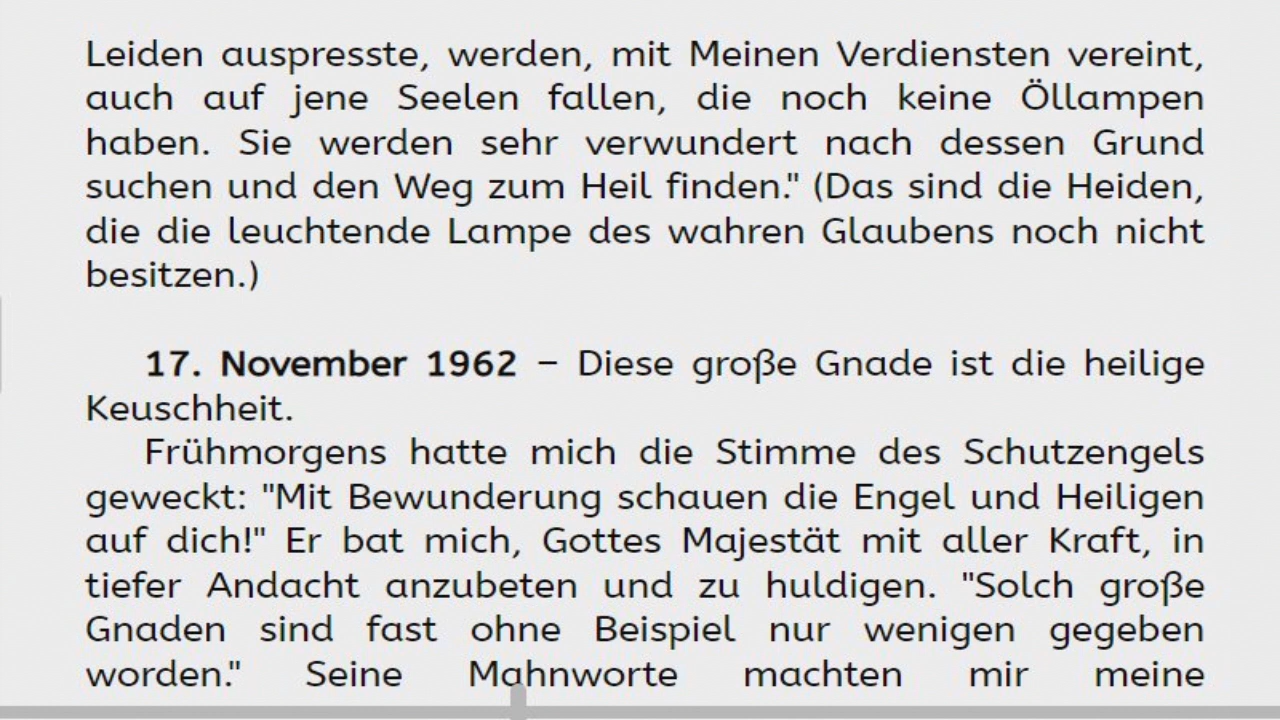 Leiden auspresste, werden, mit Meinen Verdiensten vereint,
auch auf jene Seelen fallen, die noch keine Öllampen
haben. Sie werden sehr verwundert nach dessen Grund
suchen und den Weg zum Heil finden." (Das sind die Heiden,
die die leuchtende Lampe des wahren Glaubens noch nicht
besitzen.)
17. November 1962 – Diese große Gnade ist die heilige
Keuschheit.
Frühmorgens hatte mich die Stimme des Schutzengels
geweckt: "Mit Bewunderung schauen die Engel und Heiligen
auf dich!" Er bat mich, Gottes Majestät mit aller Kraft, in
tiefer Andacht anzubeten und zu huldigen. "Solch große
Gnaden sind fast ohne Beispiel nur wenigen gegeben
worden." Seine Mahnworte machten mir meine